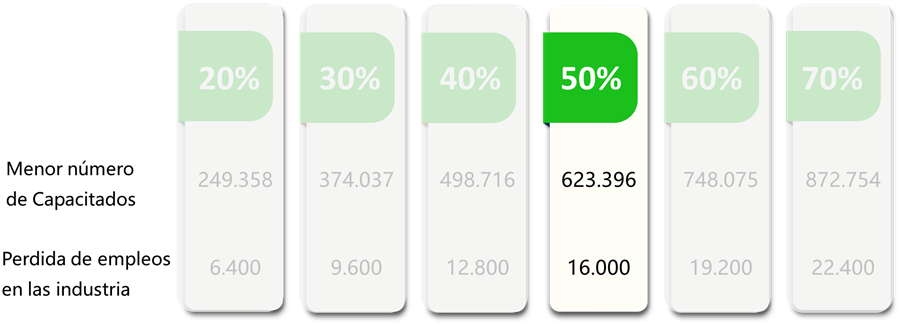 20% 30% 40% 50% 60% 70%
Menor número
de Capacitados
249.358 374.037 498.716 623.396 748.075 872.754
Perdida de empleos
en las industria
6.400 9.600 12.800 16.000 19.200 22.400